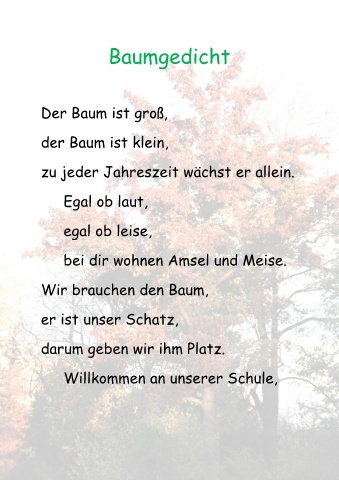 Baumgedicht
Der Baum ist groß,
der Baum ist klein,
zu jeder Jahreszeit wächst er allein.
Egal ob laut,
egal ob leise,
bei dir wohnen Amsel und Meise.
Wir brauchen den Baum,
er ist unser Schatz,
darum geben wir ihm Platz.
Willkommen an unserer Schule,